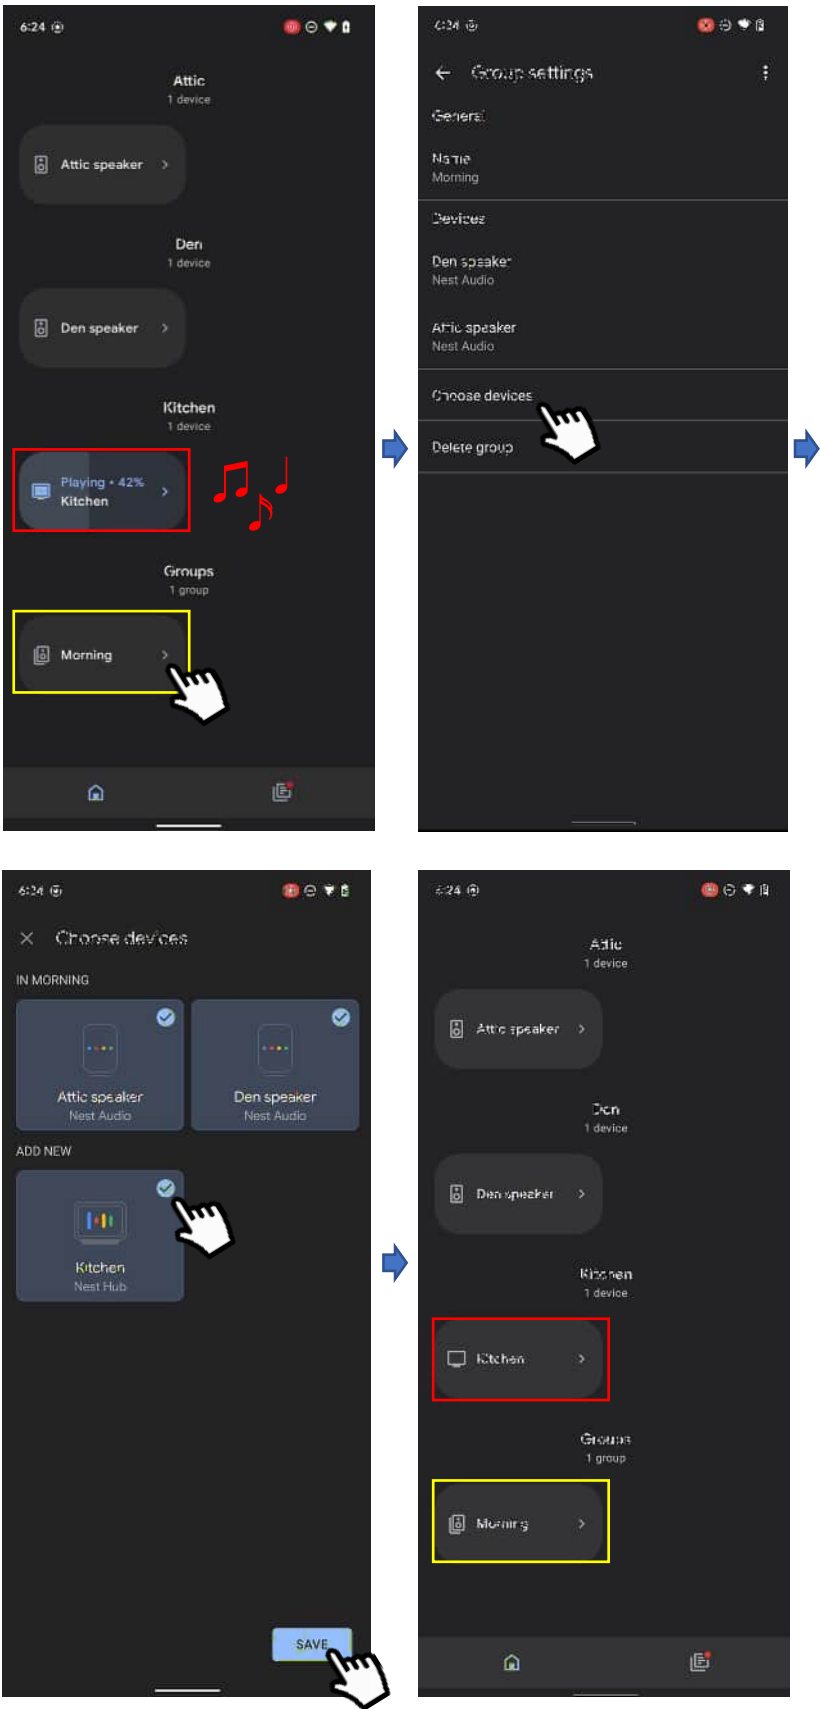 6:24
Attic
1 device
Attic speaker
Den
1 device
Den speaker
Kitchen
1 device
Playing • 42%
Kitchen
Groups
1 group
Morning
6:24
Group settings
General
Name
Morning
Devices
Den speaker
Nest Audio
Attic speaker
Nest Audio
Choose devices
Delete group
6:24
Choose devices
IN MORNING
Attic speaker
Nest Audio
Den speaker
Nest Audio
ADD NEW
Kitchen
Nest Hub
SAVE
6:24
Attic
1 device
Attic speaker
Den
1 device
Den speaker
Kitchen
1 device
Kitchen
Groups
1 group
Morning